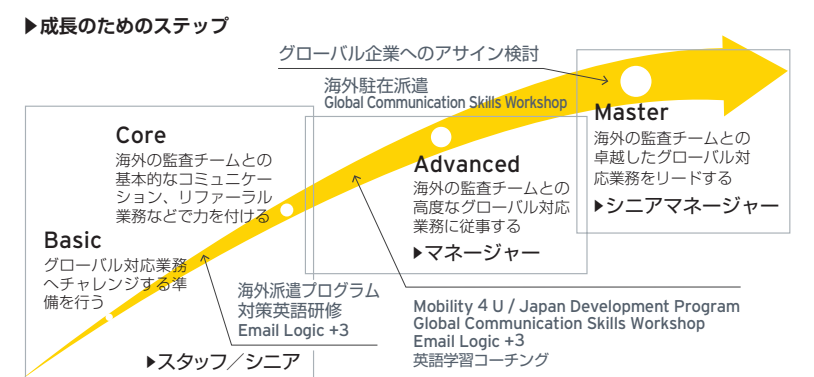 ▶成長のためのステップ
グローバル企業へのアサイン検討
海外駐在派遣
Global Communication Skills Workshop
Master
海外の監査チームとの
卓越したグローバル対
応業務をリードする
▶シニアマネージャー
Core
海外の監査チームとの
基本的なコミュニケー
ション、リファーラル
業務などで力を付ける
Advanced
海外の監査チームとの
高度なグローバル対応
業務に従事する
▶マネージャー
Basic
グローバル対応業務
へチャレンジする準
備を行う
海外派遣プログラム
対策英語研修
Email Logic +3
▶スタッフ／シニア
Mobility 4 U / Japan Development Program
Global Communication Skills Workshop
Email Logic +3
英語学習コーチング